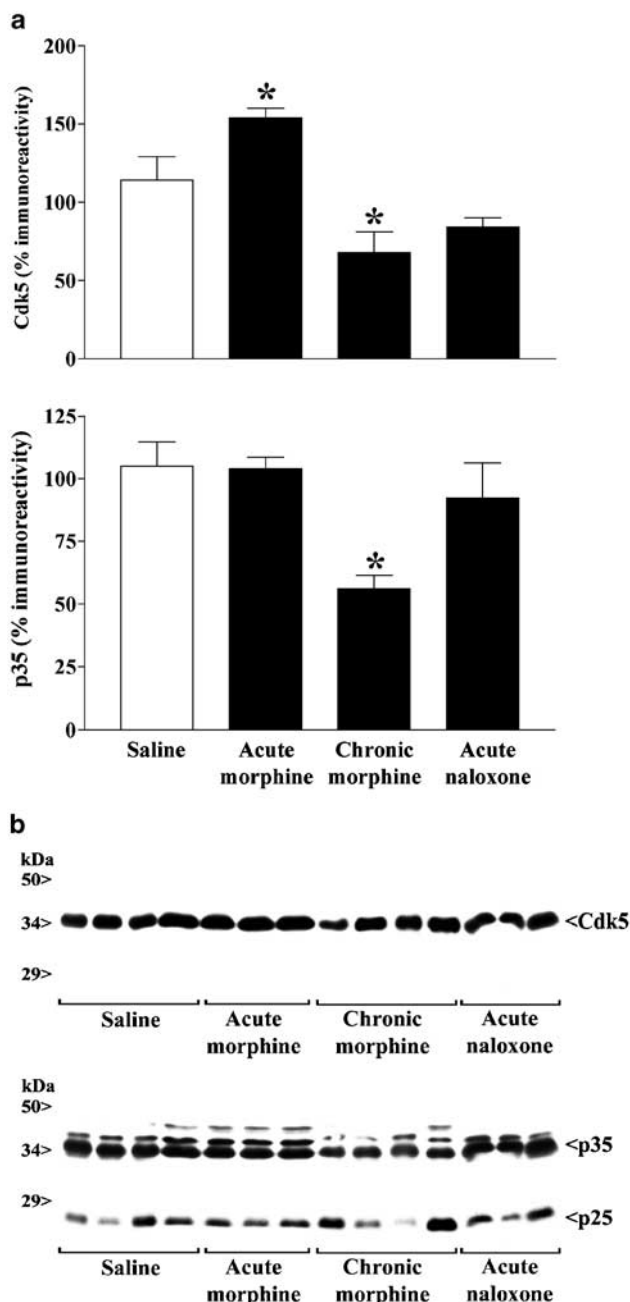 a
200
*
150
*
100
50
0
Cdk5 (% immunoreactivity)
125
100
75
*
50
25
0
p35 (% immunoreactivity)
Saline Acute morphine Chronic morphine Acute naloxone
b
kDa
50>
34> <Cdk5
29>
Saline Acute morphine Chronic morphine Acute naloxone
kDa
50>
34> <p35
29>
<p25
Saline Acute morphine Chronic morphine Acute naloxone